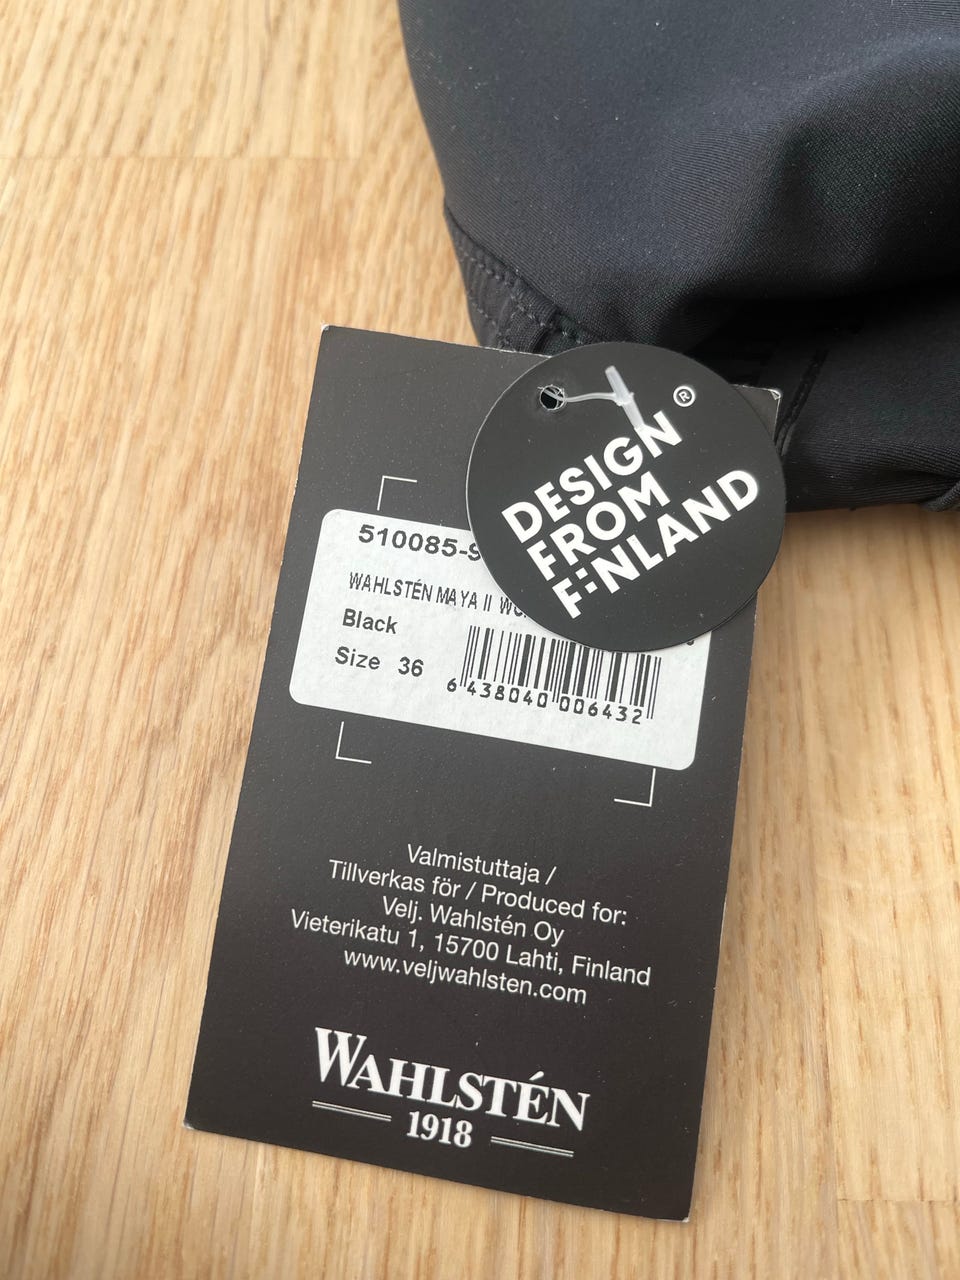 DESIGN
FROM
FINLAND
®
510085-S
WAHLSTÉN MAYA II
Black
Size 36
6 438040 006432
Valmistuttaja /
Tillverkas för / Produced for:
Velj. Wahlstén Oy
Vieterikatu 1, 15700 Lahti, Finland
www.veljwahlsten.com
WAHLSTÉN
1918